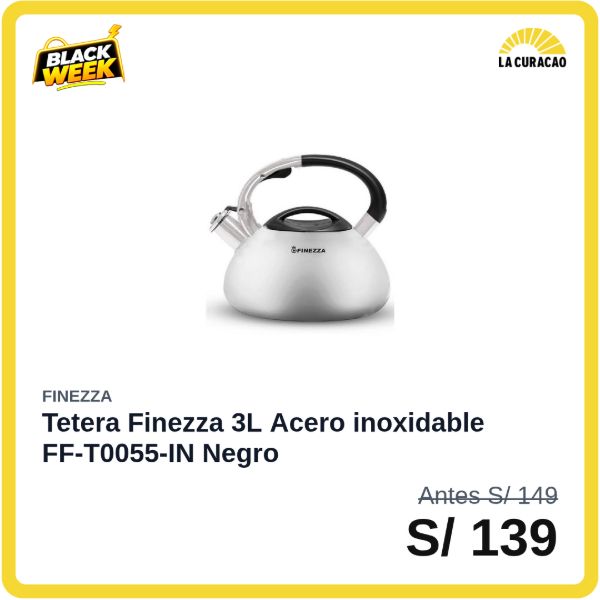 BLACK
WEEK
LA CURACAO
FINEZZA
FINEZZA
Tetera Finezza 3L Acero inoxidable
FF-T0055-IN Negro
Antes S/ 149
S/ 139